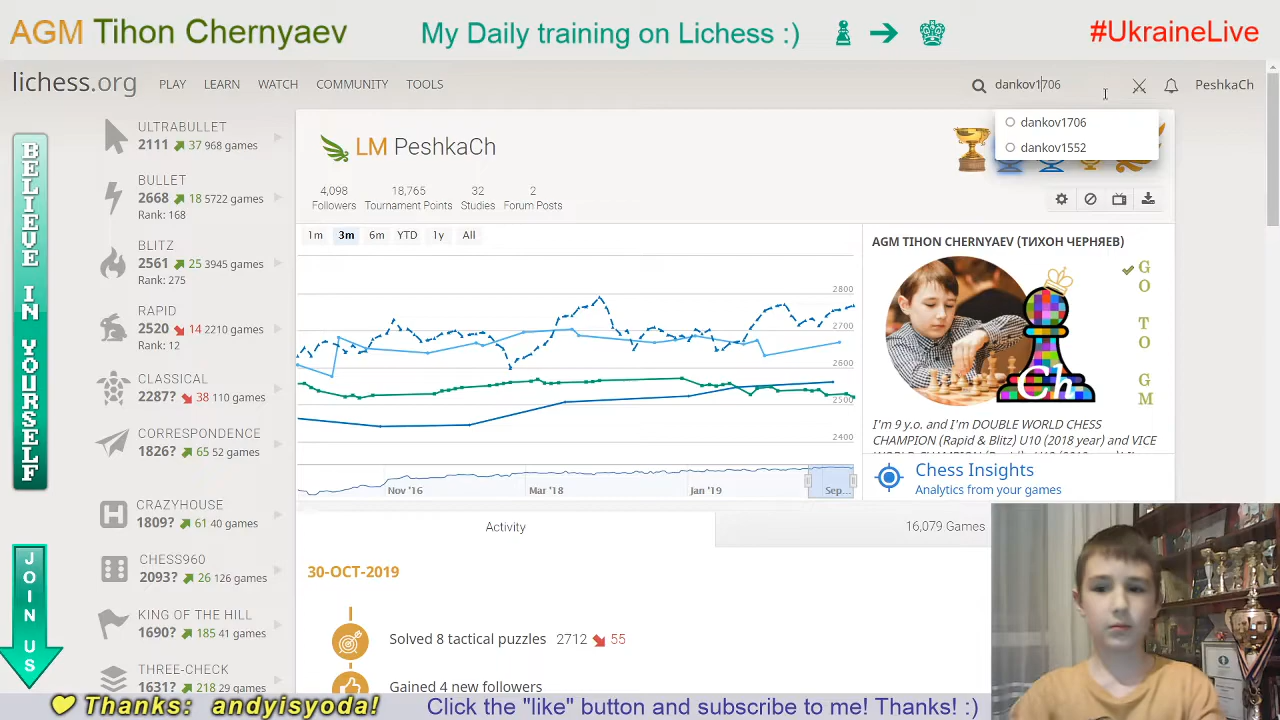 AGM Tihon Chernyaev
My Daily training on Lichess :)
#UkraineLive
lichess.org
PLAY
LEARN
WATCH
COMMUNITY
TOOLS
dankov1706
PeshkaCh
dankov1706
dankov1552
BELIEVE IN YOURSELF
JOIN US
ULTRABULLET
2111 37 968 games
BULLET
2668 18 5722 games
Rank: 168
BLITZ
2561 25 3945 games
Rank: 275
RAPID
2520 14 2210 games
Rank: 12
CLASSICAL
2287? 38 110 games
CORRESPONDENCE
1826? 65 52 games
CRAZYHOUSE
1809? 61 40 games
CHESS960
2093? 26 126 games
KING OF THE HILL
1690? 185 41 games
THREE-CHECK
1631? 218 29 games
LM PeshkaCh
4,098
Followers
18,765
Tournament Points
32
Studies
2
Forum Posts
1m 3m 6m YTD 1y All
2800
2700
2600
2500
2400
Nov '16
Mar '18
Jan '19
Sep...
AGM TIHON CHERNYAEV (ТИХОН ЧЕРНЯЕВ)
GO TO GM
Ch
I'm 9 y.o. and I'm DOUBLE WORLD CHESS
CHAMPION (Rapid & Blitz) U10 (2018 year) and VICE
Chess Insights
Analytics from your games
Activity
16,079 Games
30-OCT-2019
Solved 8 tactical puzzles 2712 55
Gained 4 new followers
Thanks: andyisyoda!
Click the "like" button and subscribe to me! Thanks! :)